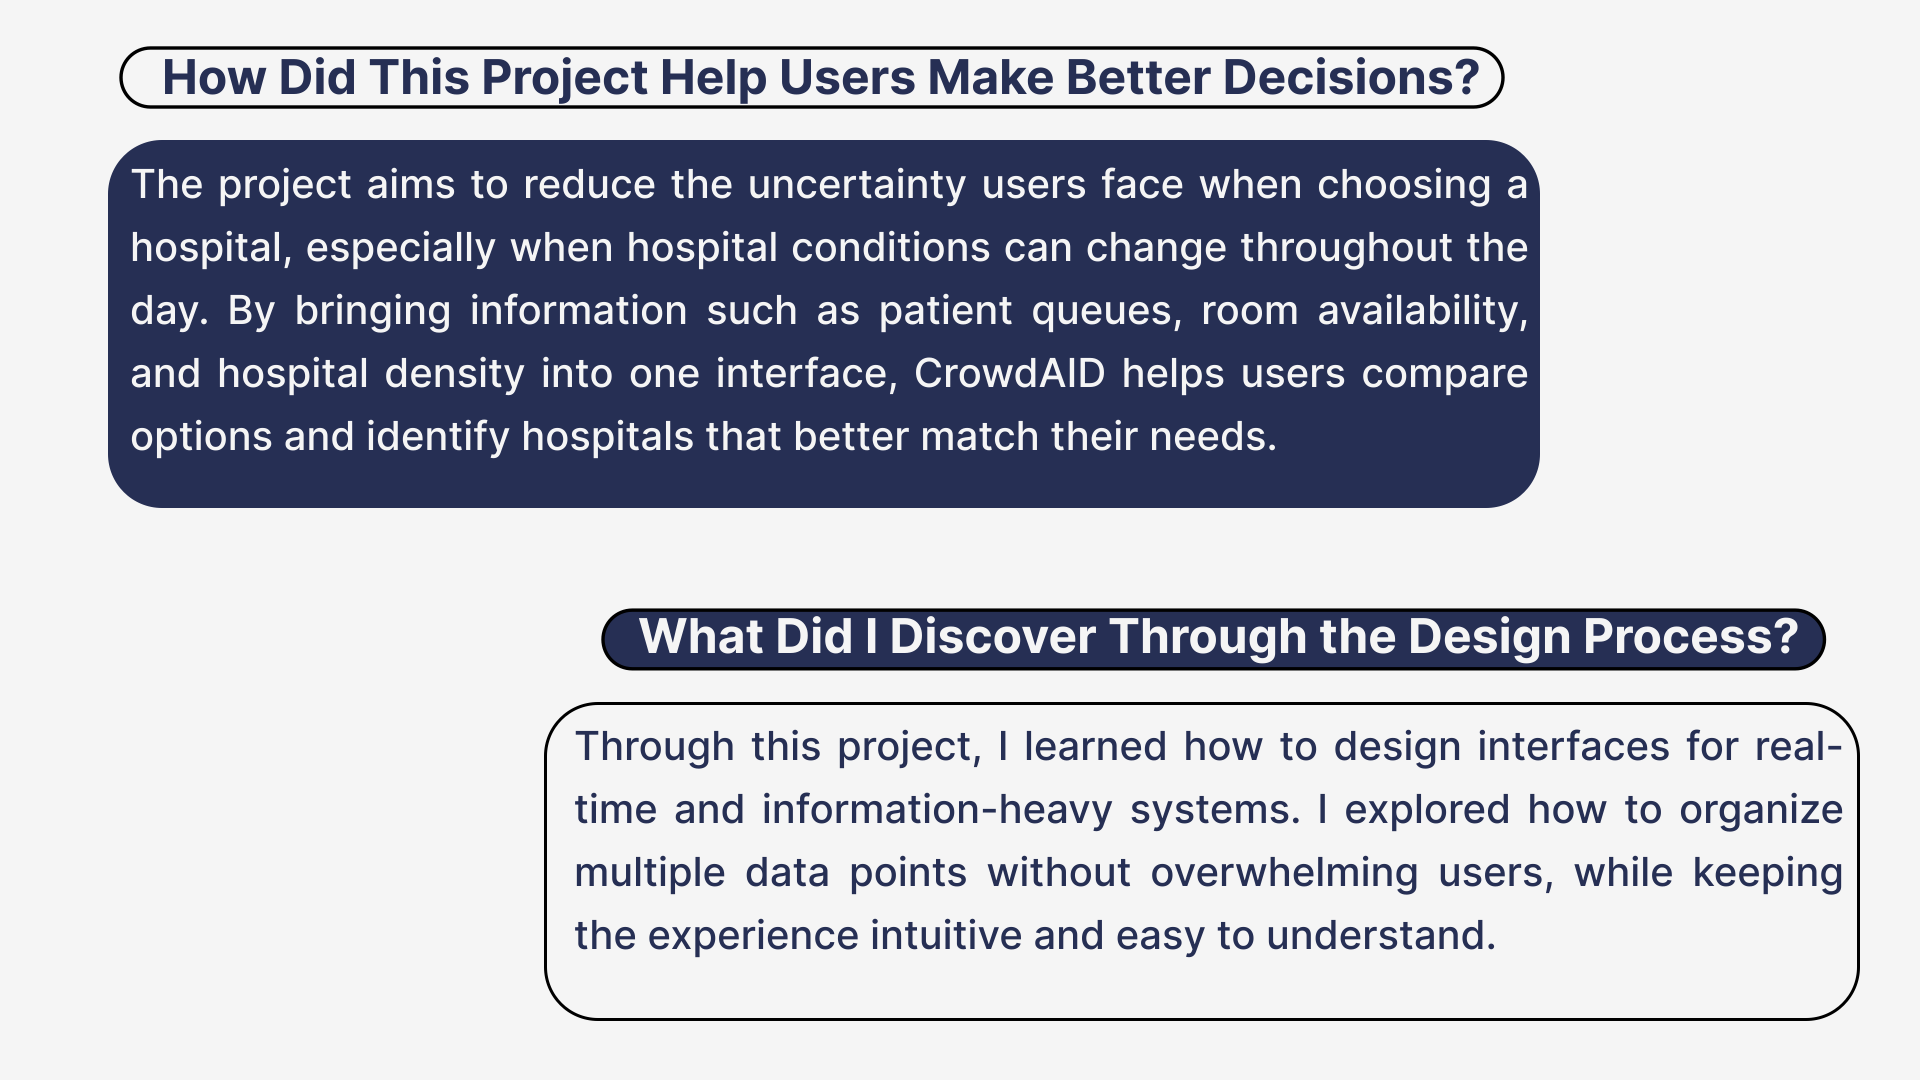 How Did This Project Help Users Make Better Decisions?
The project aims to reduce the uncertainty users face when choosing a
hospital, especially when hospital conditions can change throughout the
day. By bringing information such as patient queues, room availability,
and hospital density into one interface, CrowdAID helps users compare
options and identify hospitals that better match their needs.
What Did I Discover Through the Design Process?
Through this project, I learned how to design interfaces for real-
time and information-heavy systems. I explored how to organize
multiple data points without overwhelming users, while keeping
the experience intuitive and easy to understand.